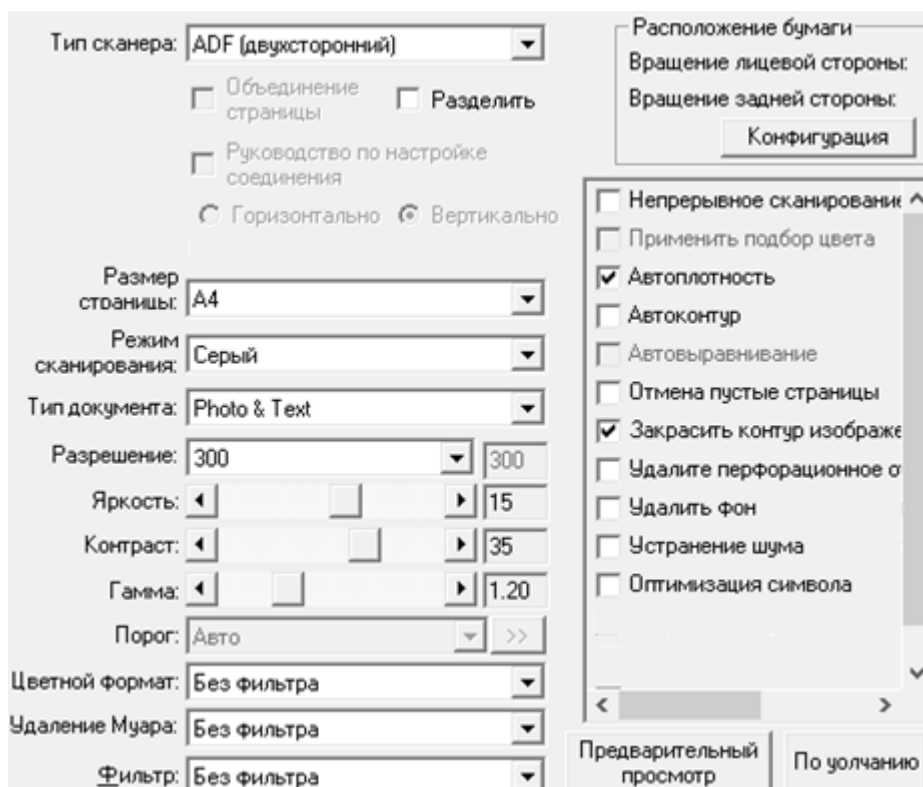 Тип сканера: ADF (двухсторонний)
Объединение страницы
Разделить
Руководство по настройке соединения
Горизонтально Вертикально
Размер страницы: A4
Режим сканирования: Серый
Тип документа: Photo & Text
Разрешение: 300 300
Яркость: 15
Контраст: 35
Гамма: 1.20
Порог: Авто >>
Цветной формат: Без фильтра
Удаление Муара: Без фильтра
Фильтр: Без фильтра
Расположение бумаги
Вращение лицевой стороны:
Вращение задней стороны:
Конфигурация
Непрерывное сканирование
Применить подбор цвета
Автоплотность
Автоконтур
Автовыравнивание
Отмена пустые страницы
Закрасить контур изображе
Удалите перфорационное о
Удалить фон
Устранение шума
Оптимизация символа
Предварительный просмотр
По уолчанию